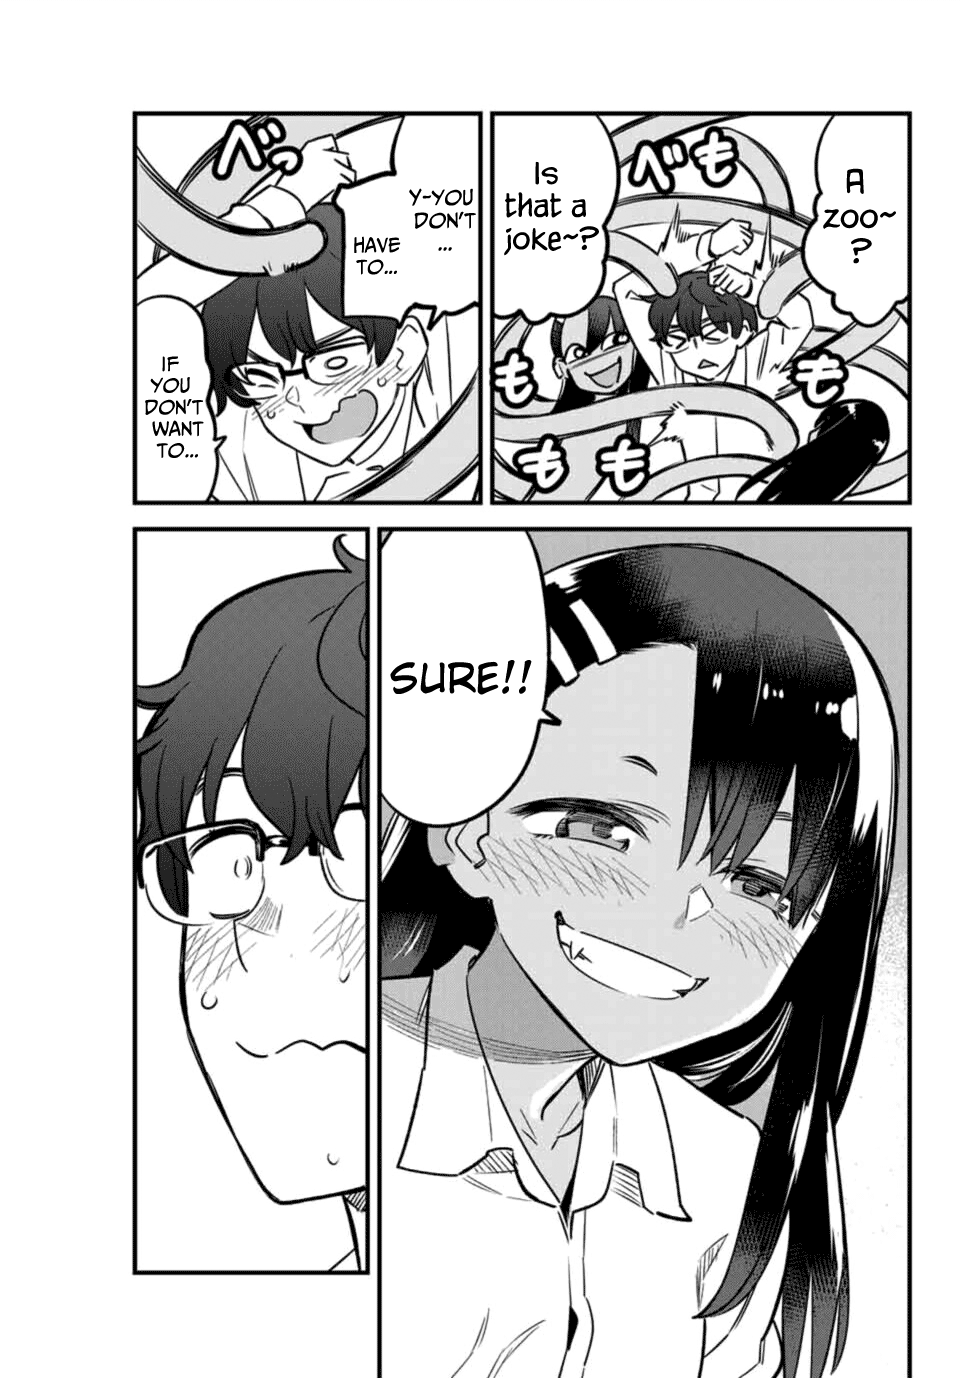 A
ZOO~
?
Is
that a
joke~?
べも
も
も
も
も
Y-YOU
DON'T
...
HAVE
TO...
べっ
IF
YOU
DON'T
WANT
TO...
SURE!!